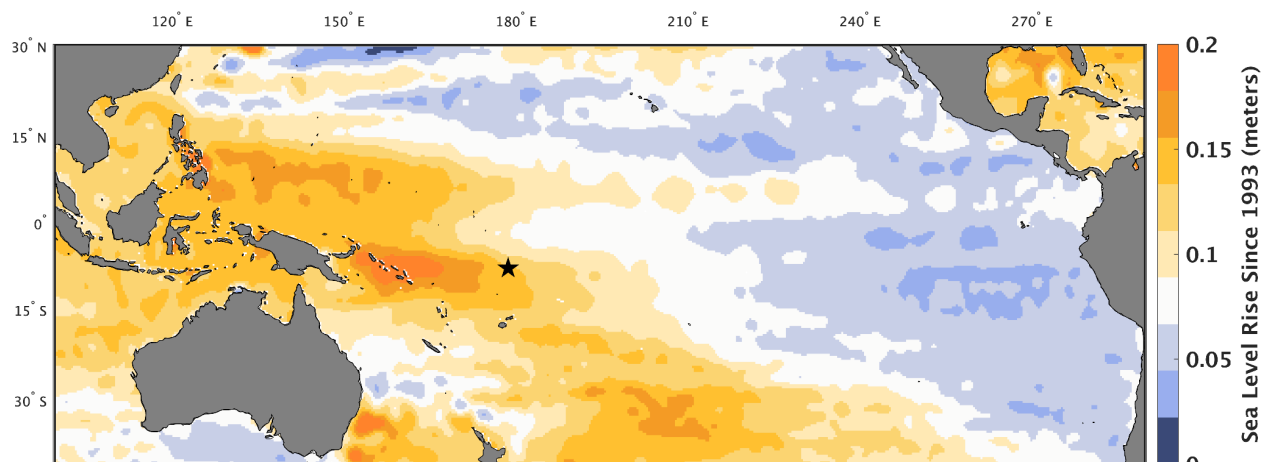 120° E 150° E 180° E 210° E 240° E 270° E
30° N
15° N
0°
15° S
30° S
0.2
0.15
0.1
0.05
0
Sea Level Rise Since 1993 (meters)